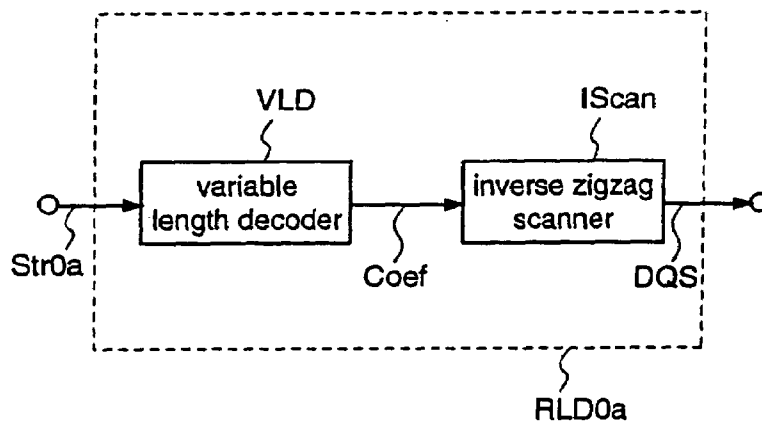 VLD
IScan
variable
length decoder
inverse zigzag
scanner
Str0a
Coef
DQS
RLD0a